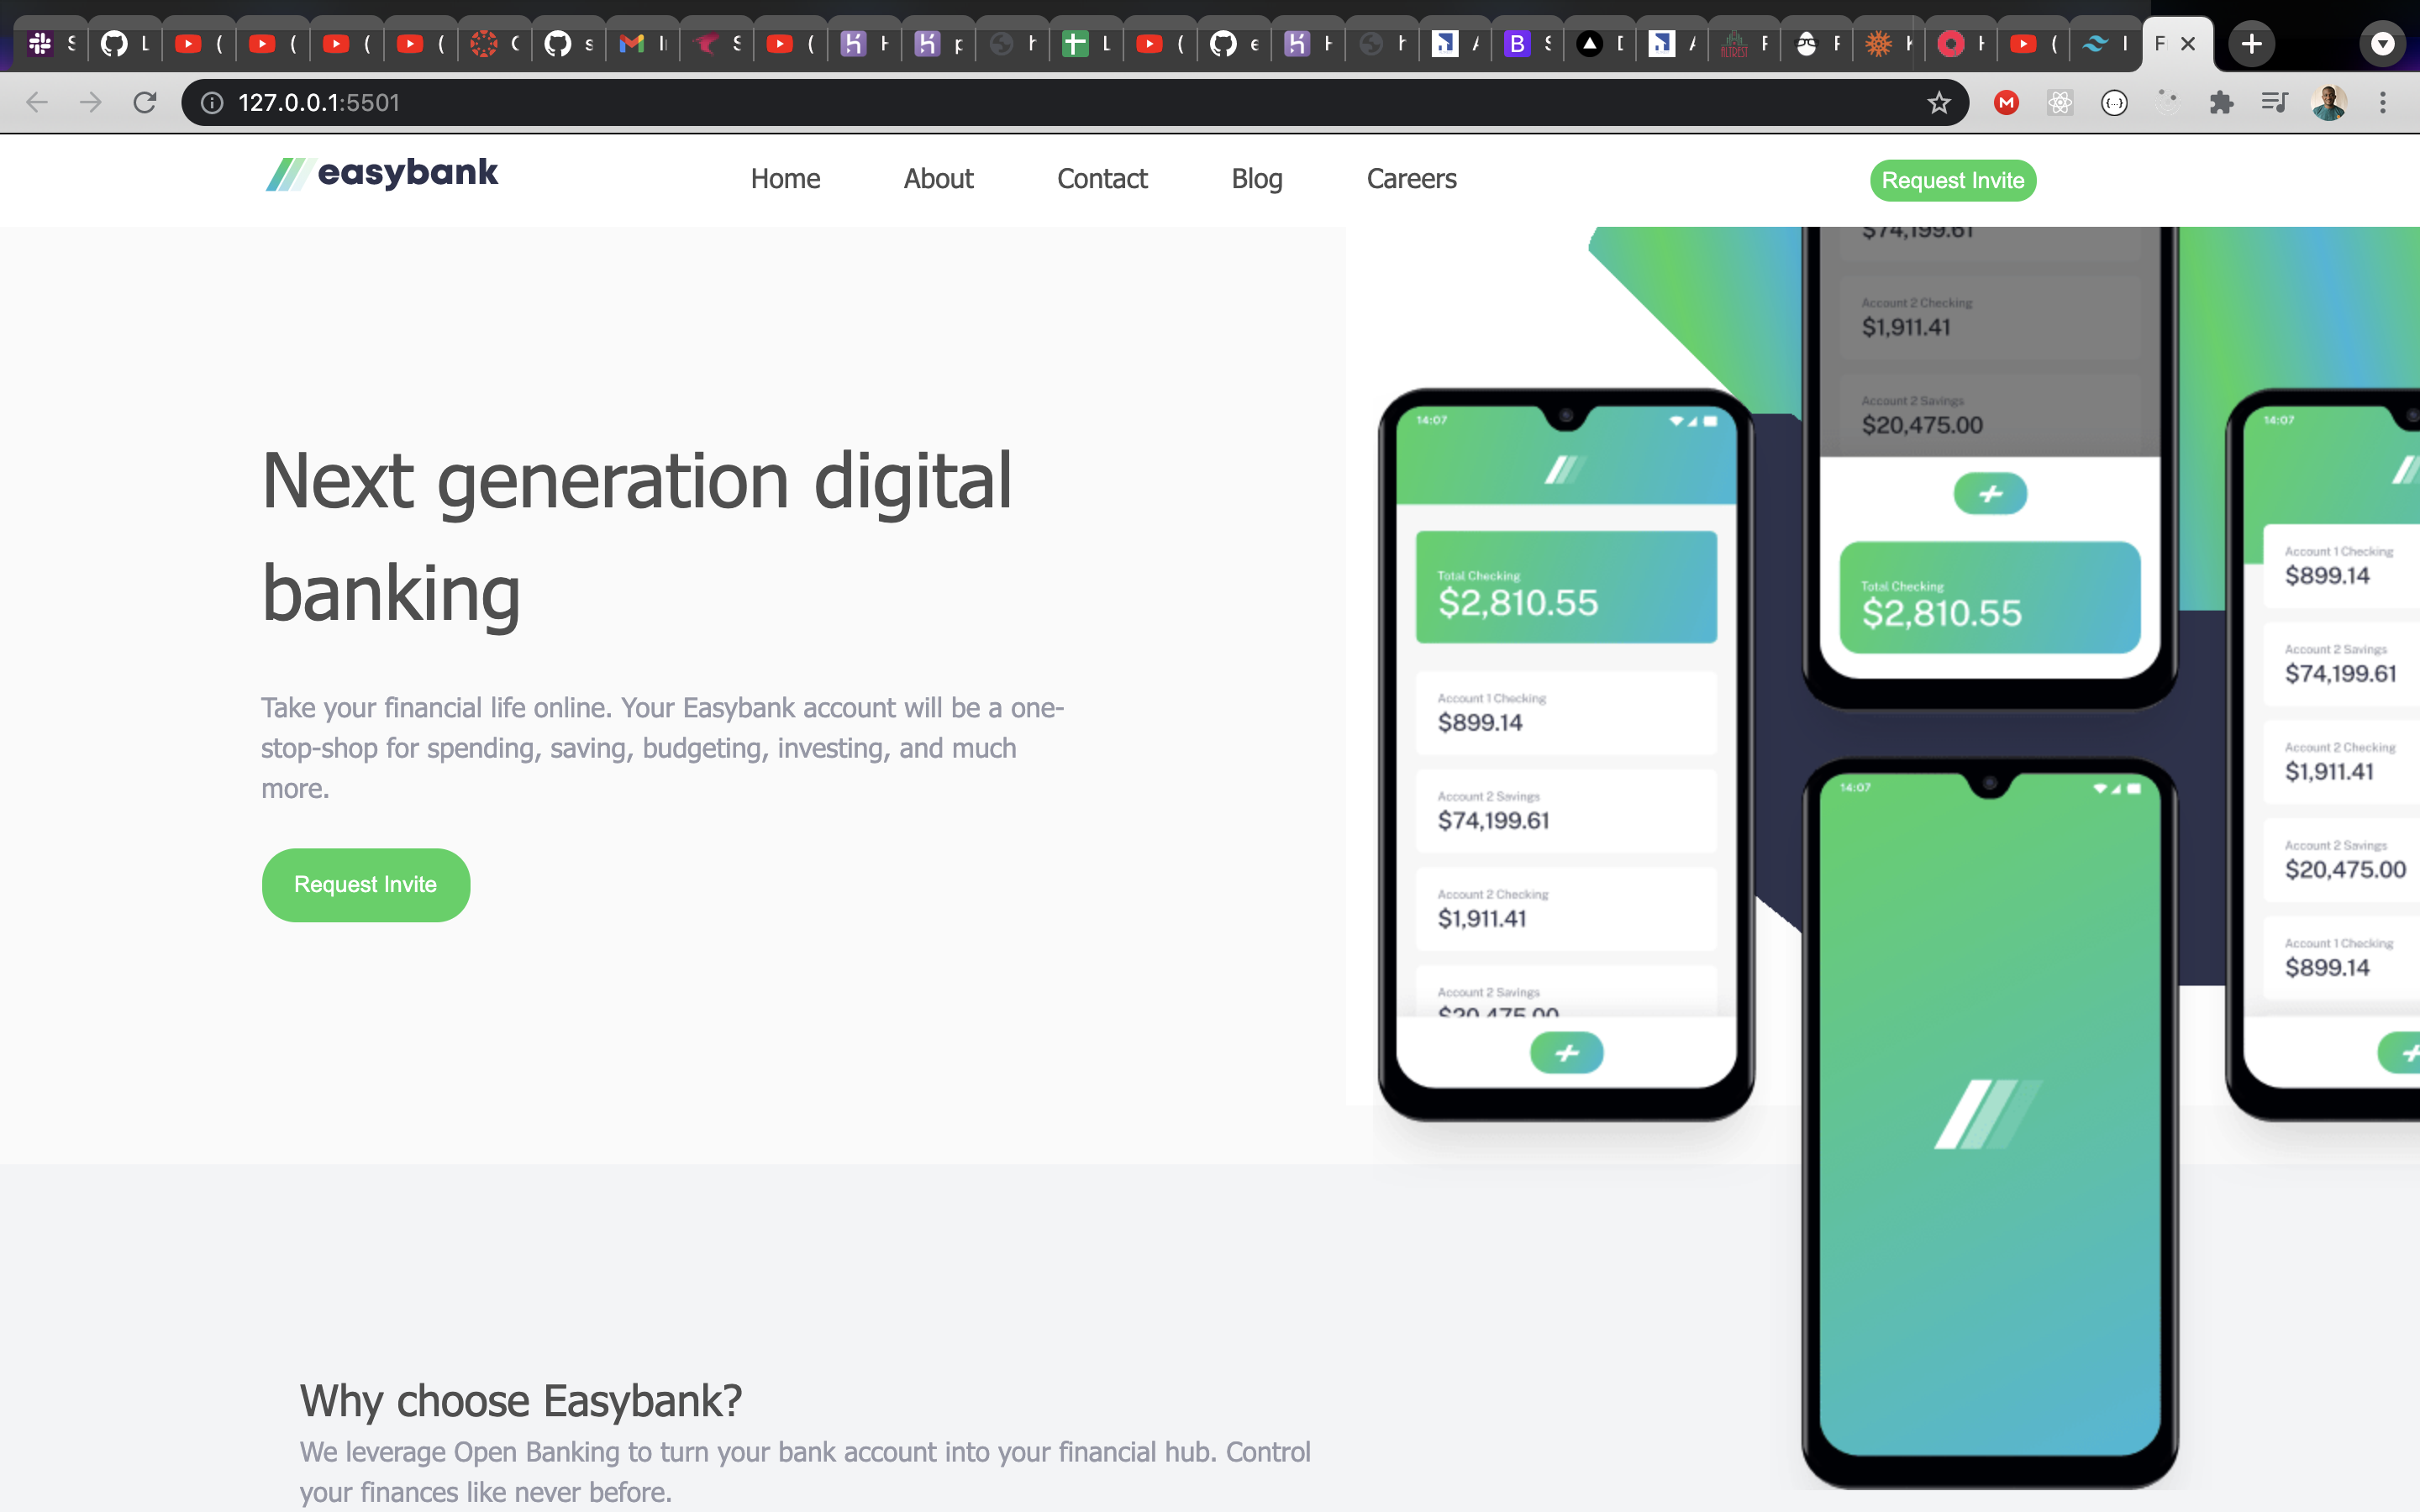 127.0.0.1:5501
easybank
Home
About
Contact
Blog
Careers
Request Invite
Next generation digital
banking
Take your financial life online. Your Easybank account will be a one-
stop-shop for spending, saving, budgeting, investing, and much
more.
Request Invite
14:07
Total Checking
$2,810.55
Account 1 Checking
$899.14
Account 2 Savings
$74,199.61
Account 2 Checking
$1,911.41
Account 2 Savings
$20,475.00
$74,199.61
Account 2 Checking
$1,911.41
Account 2 Savings
$20,475.00
Total Checking
$2,810.55
14:07
14:07
Account 1 Checking
$899.14
Account 2 Savings
$74,199.61
Account 2 Checking
$1,911.41
Account 2 Savings
$20,475.00
Account 1 Checking
$899.14
Why choose Easybank?
We leverage Open Banking to turn your bank account into your financial hub. Control
your finances like never before.